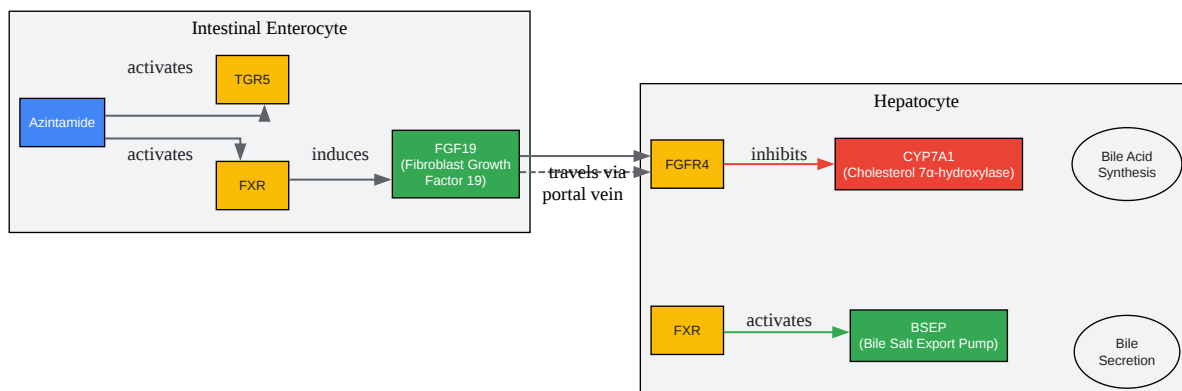 Intestinal Enterocyte
activates
TGR5
Azintamide
activates
FXR
induces
FGF19
(Fibroblast Growth
Factor 19)
travels via
portal vein
Hepatocyte
FGFR4
inhibits
CYP7A1
(Cholesterol 7α-hydroxylase)
Bile Acid
Synthesis
FXR
activates
BSEP
(Bile Salt Export Pump)
Bile
Secretion